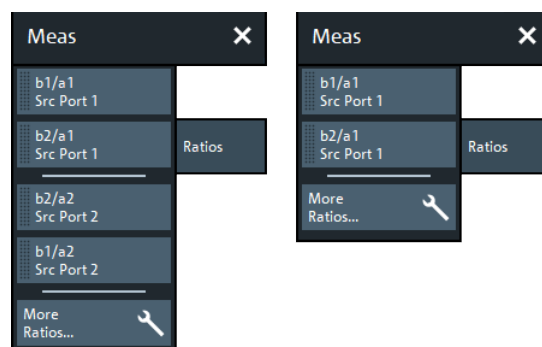 Meas
b1/a1
Src Port 1
b2/a1
Src Port 1
Ratios
b2/a2
Src Port 2
b1/a2
Src Port 2
More
Ratios...
Meas
b1/a1
Src Port 1
b2/a1
Src Port 1
Ratios
More
Ratios...